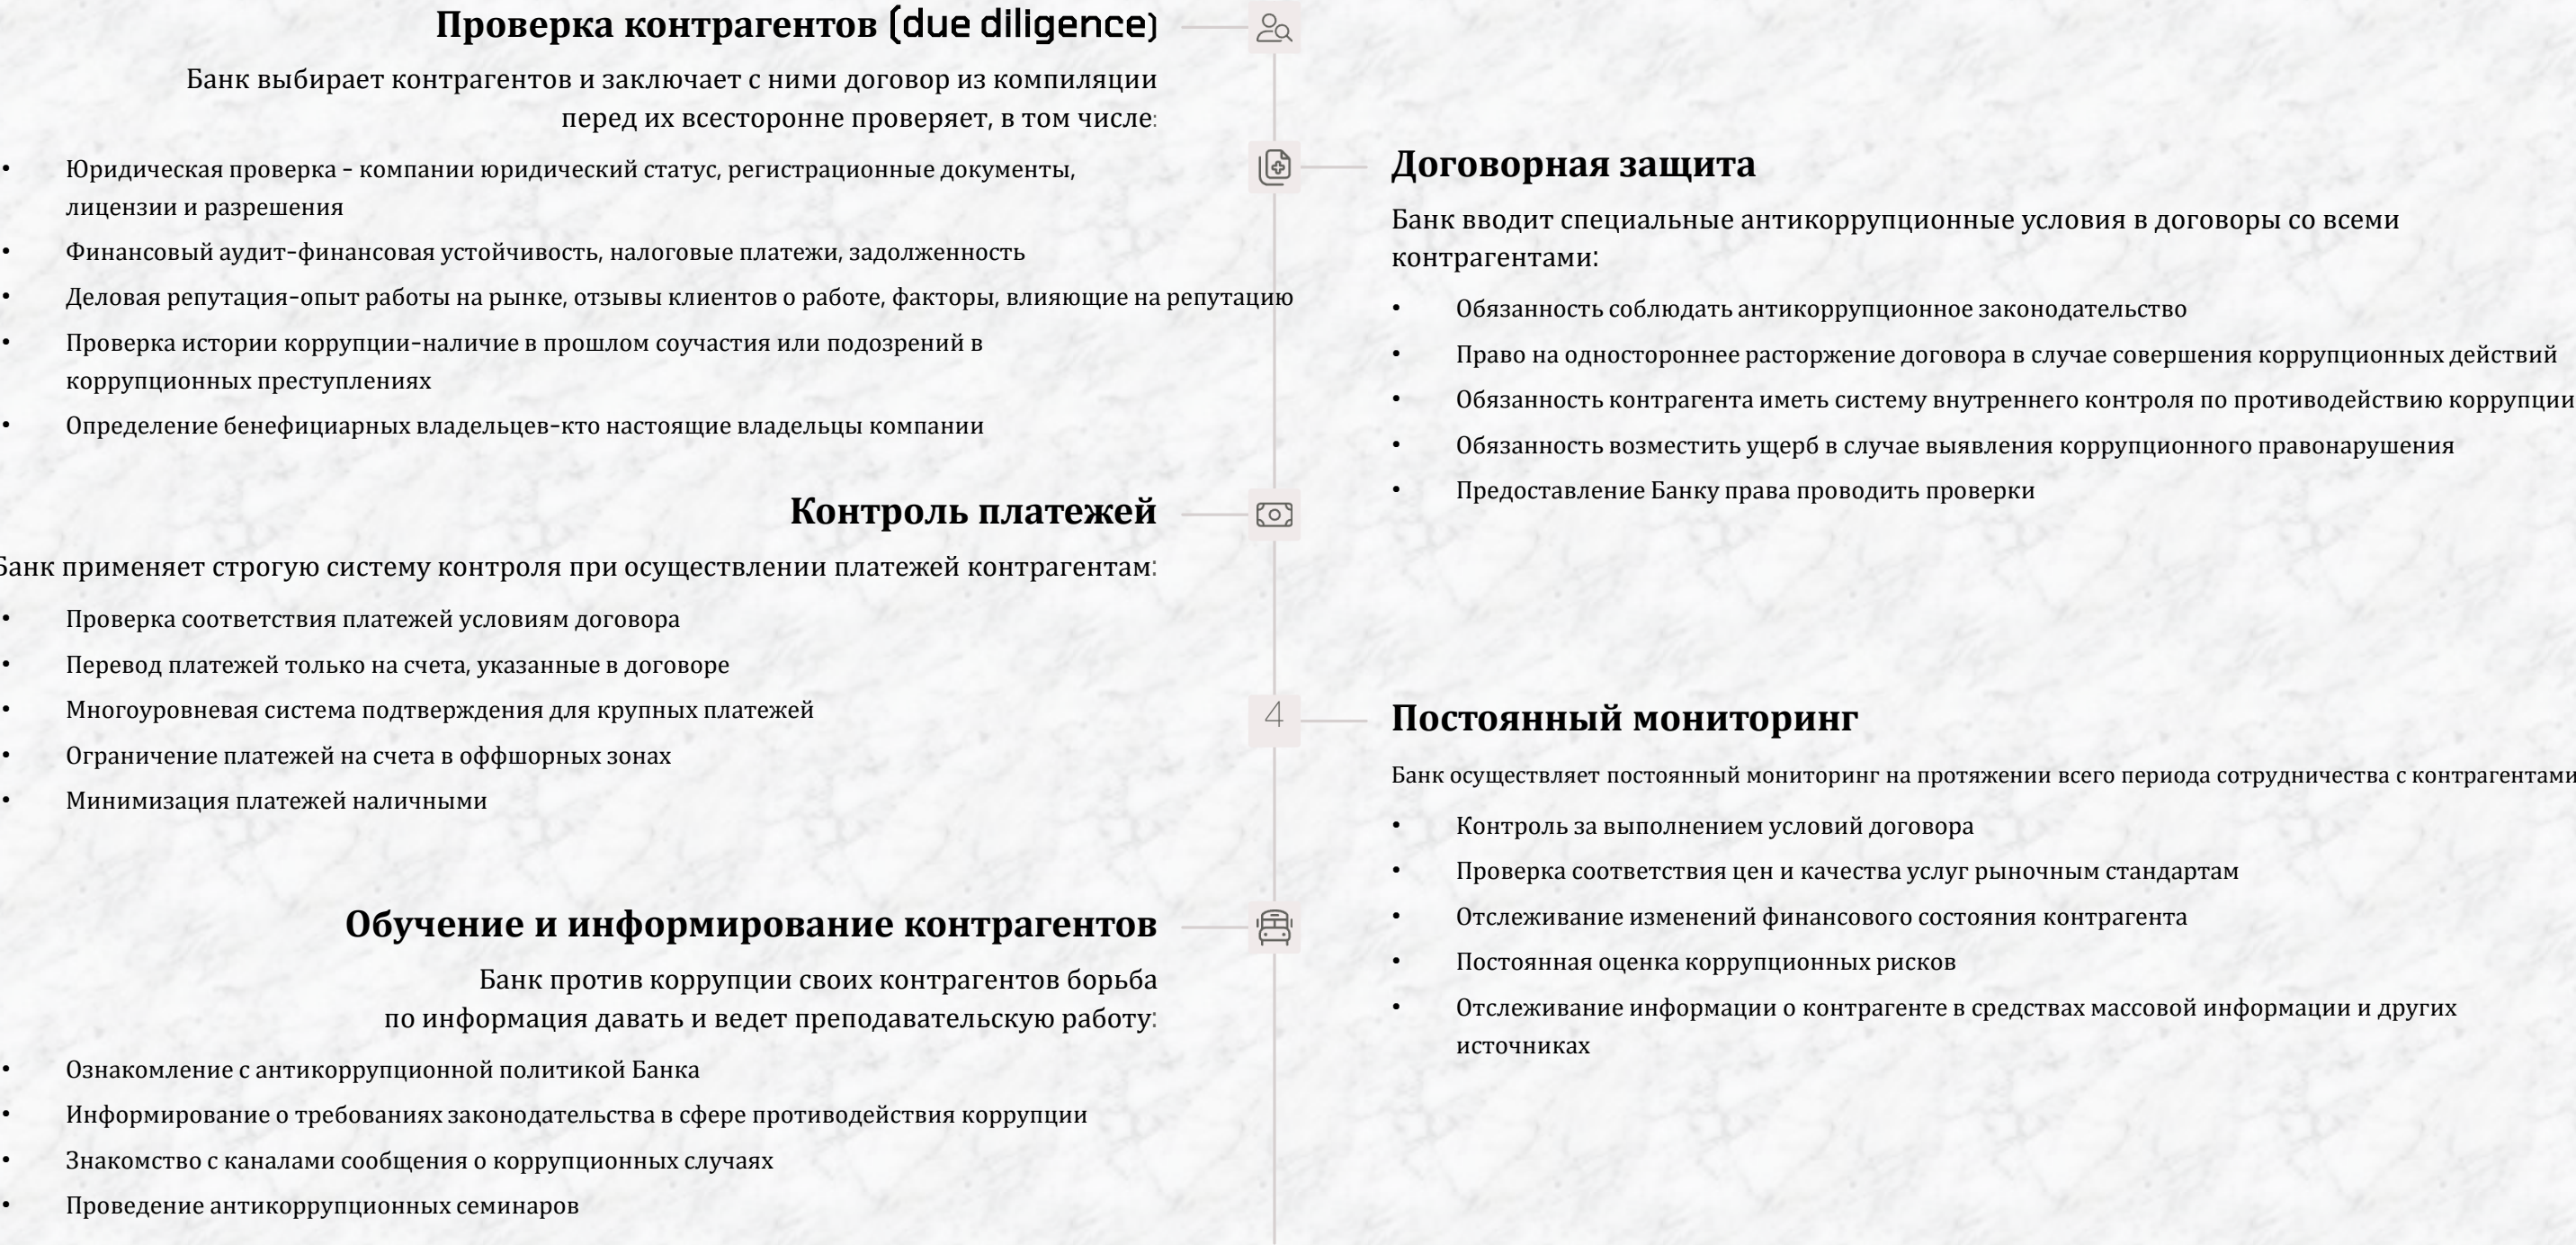 Проверка контрагентов (due diligence)
Банк выбирает контрагентов и заключает с ними договор из компиляции
перед их всесторонне проверяет, в том числе:
• Юридическая проверка – компании юридический статус, регистрационные документы,
лицензии и разрешения
• Финансовый аудит–финансовая устойчивость, налоговые платежи, задолженность
• Деловая репутация–опыт работы на рынке, отзывы клиентов о работе, факторы, влияющие на репутацию
• Проверка истории коррупции–наличие в прошлом соучастия или подозрений в
коррупционных преступлениях
• Определение бенефициарных владельцев–кто настоящие владельцы компании
Договорная защита
Банк вводит специальные антикоррупционные условия в договоры со всеми
контрагентами:
• Обязанность соблюдать антикоррупционное законодательство
• Право на одностороннее расторжение договора в случае совершения коррупционных действий
• Обязанность контрагента иметь систему внутреннего контроля по противодействию коррупции
• Обязанность возместить ущерб в случае выявления коррупционного правонарушения
• Предоставление Банку права проводить проверки
Контроль платежей
Банк применяет строгую систему контроля при осуществлении платежей контрагентам:
• Проверка соответствия платежей условиям договора
• Перевод платежей только на счета, указанные в договоре
• Многоуровневая система подтверждения для крупных платежей
• Ограничение платежей на счета в оффшорных зонах
• Минимизация платежей наличными
4
Постоянный мониторинг
Банк осуществляет постоянный мониторинг на протяжении всего периода сотрудничества с контрагентами
• Контроль за выполнением условий договора
• Проверка соответствия цен и качества услуг рыночным стандартам
• Отслеживание изменений финансового состояния контрагента
• Постоянная оценка коррупционных рисков
• Отслеживание информации о контрагенте в средствах массовой информации и других
источниках
Обучение и информирование контрагентов
Банк против коррупции своих контрагентов борьба
по информация давать и ведет преподавательскую работу:
• Ознакомление с антикоррупционной политикой Банка
• Информирование о требованиях законодательства в сфере противодействия коррупции
• Знакомство с каналами сообщения о коррупционных случаях
• Проведение антикоррупционных семинаров